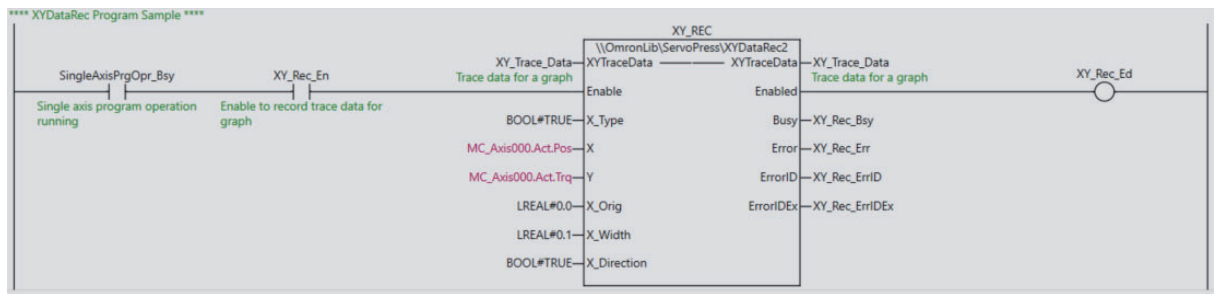 **** XYDataRec Program Sample ****
XY_REC
\\OmronLib\ServoPress\XYDataRec2
XY_Trace_Data XYTraceData XYTraceData XY_Trace_Data
Trace data for a graph Trace data for a graph
SingleAxisPrgOpr_Bsy XY_Rec_En XY_Rec_Ed
Enable Enabled
Single axis program operation Enable to record trace data for
running graph
BOOL#TRUE X_Type Busy XY_Rec_Bsy
MC_Axis000.Act.Pos X Error XY_Rec_Err
MC_Axis000.Act.Trq Y ErrorID XY_Rec_ErrID
LREAL#0.0 X_Orig ErrorIDEx XY_Rec_ErrIDEx
LREAL#0.1 X_Width
BOOL#TRUE X_Direction